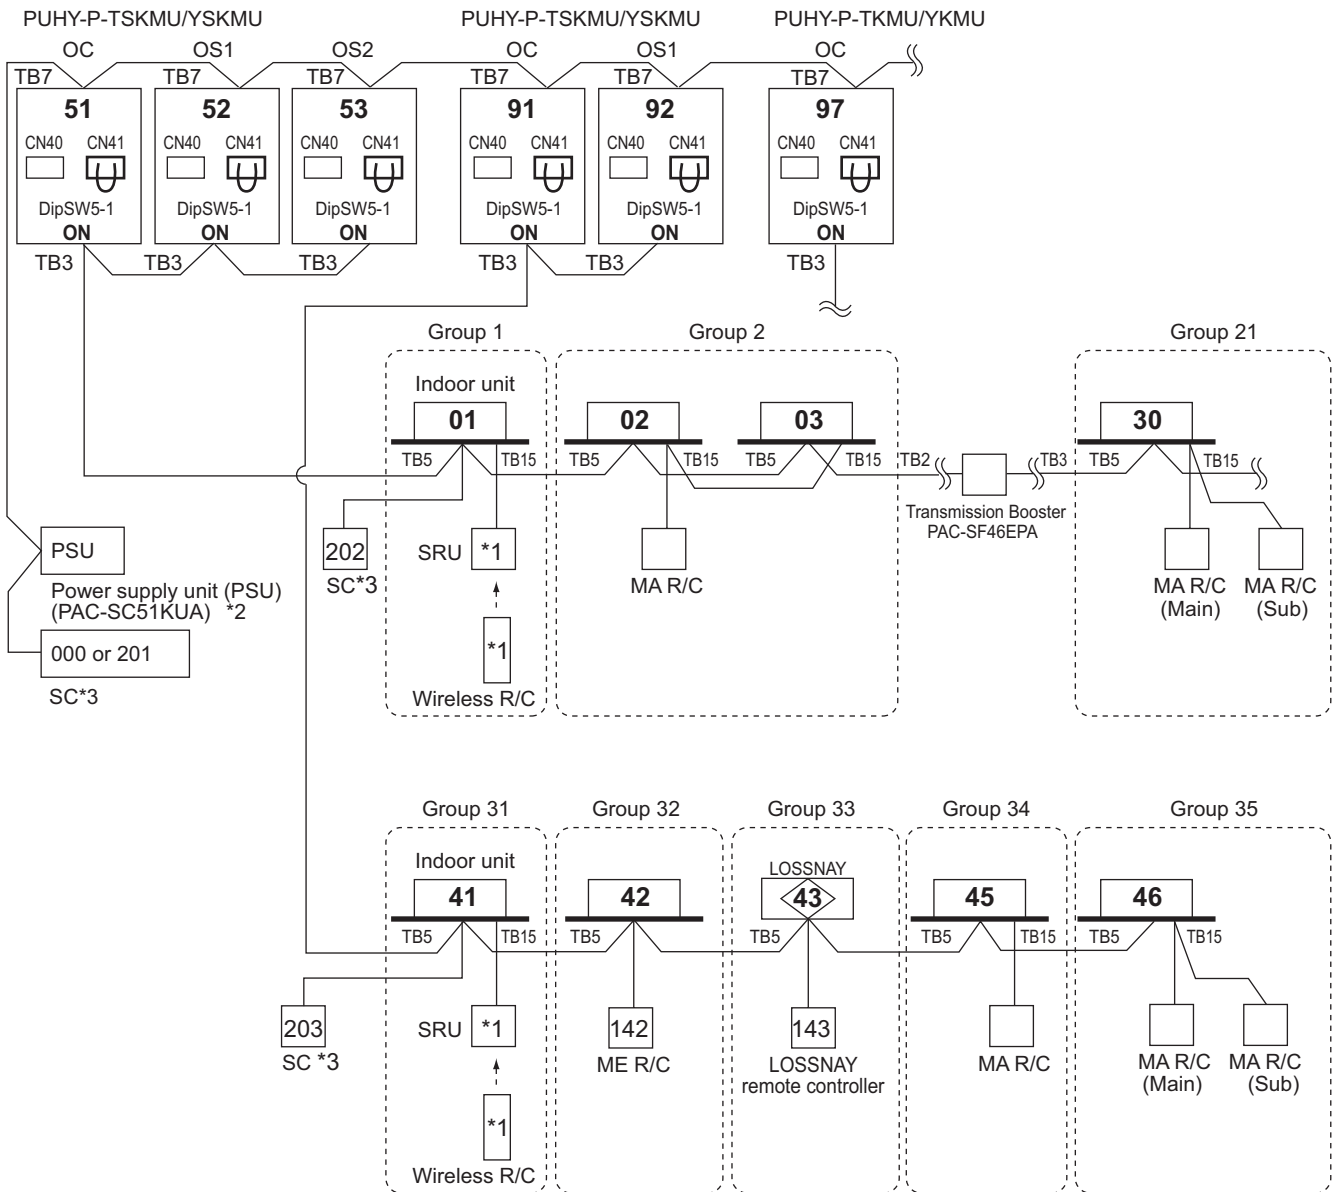 PUHY-P-TSKMU/YSKMU PUHY-P-TSKMU/YSKMU PUHY-P-TKMU/YKMU
OC OS1 OS2 OC OS1 OC
TB7 TB7 TB7 TB7 TB7 TB7
51 52 53 91 92 97
CN40 CN41 CN40 CN41 CN40 CN41 CN40 CN41 CN40 CN41 CN40 CN41
DipSW5-1 DipSW5-1 DipSW5-1 DipSW5-1 DipSW5-1 DipSW5-1
ON ON ON ON ON ON
TB3 TB3 TB3 TB3 TB3 TB3
Group 1 Group 2 Group 21
Indoor unit
01 02 03 30
TB5 TB15 TB5 TB15 TB5 TB15 TB2 TB3 TB5 TB15
Transmission Booster
PAC-SF46EPA
202 SRU *1
SC*3 MA R/C MA R/C (Main) MA R/C (Sub)
PSU
Power supply unit (PSU)
(PAC-SC51KUA) *2
000 or 201
SC*3
*1
Wireless R/C
Group 31 Group 32 Group 33 Group 34 Group 35
Indoor unit LOSSNAY
41 42 43 45 46
TB5 TB15 TB5 TB5 TB5 TB15 TB5 TB15
203 SRU *1 142 143
SC *3 ME R/C LOSSNAY
remote controller
MA R/C MA R/C (Main) MA R/C (Sub)
*1
Wireless R/C